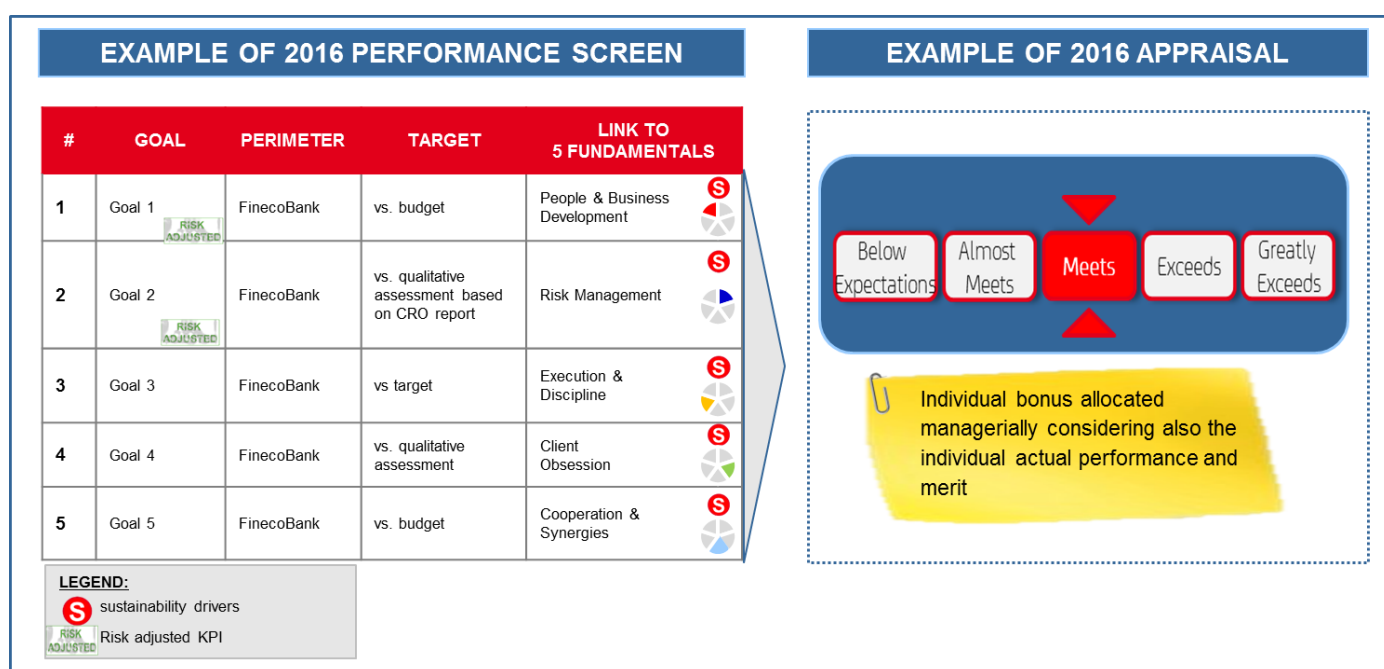 EXAMPLE OF 2016 PERFORMANCE SCREEN
EXAMPLE OF 2016 APPRAISAL
# GOAL PERIMETER TARGET LINK TO
5 FUNDAMENTALS
1 Goal 1 FinecoBank vs. budget People & Business
Development
S
RISK
ADJUSTED
2 Goal 2 FinecoBank vs. qualitative
assessment based
on CRO report
Risk Management
S
RISK
ADJUSTED
3 Goal 3 FinecoBank vs target Execution &
Discipline
S
4 Goal 4 FinecoBank vs. qualitative
assessment
Client
Obsession
S
5 Goal 5 FinecoBank vs. budget Cooperation &
Synergies
S
LEGEND:
S sustainability drivers
RISK
ADJUSTED
Risk adjusted KPI
Below
Expectations
Almost
Meets
Meets
Exceeds
Greatly
Exceeds
Individual bonus allocated
managerially considering also the
individual actual performance and
merit